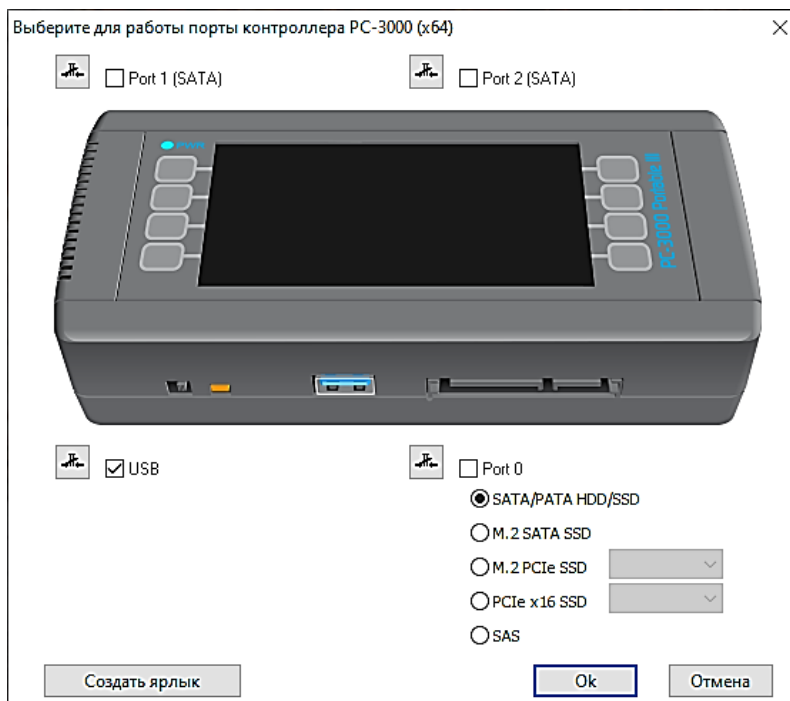 Выберите для работы порты контроллера PC-3000 (x64)
Port 1 (SATA)
Port 2 (SATA)
PWR
PC-3000 Portable III
USB
Port 0
SATA/PATA HDD/SSD
M.2 SATA SSD
M.2 PCIe SSD
PCIe x16 SSD
SAS
Создать ярлык
Ok
Отмена